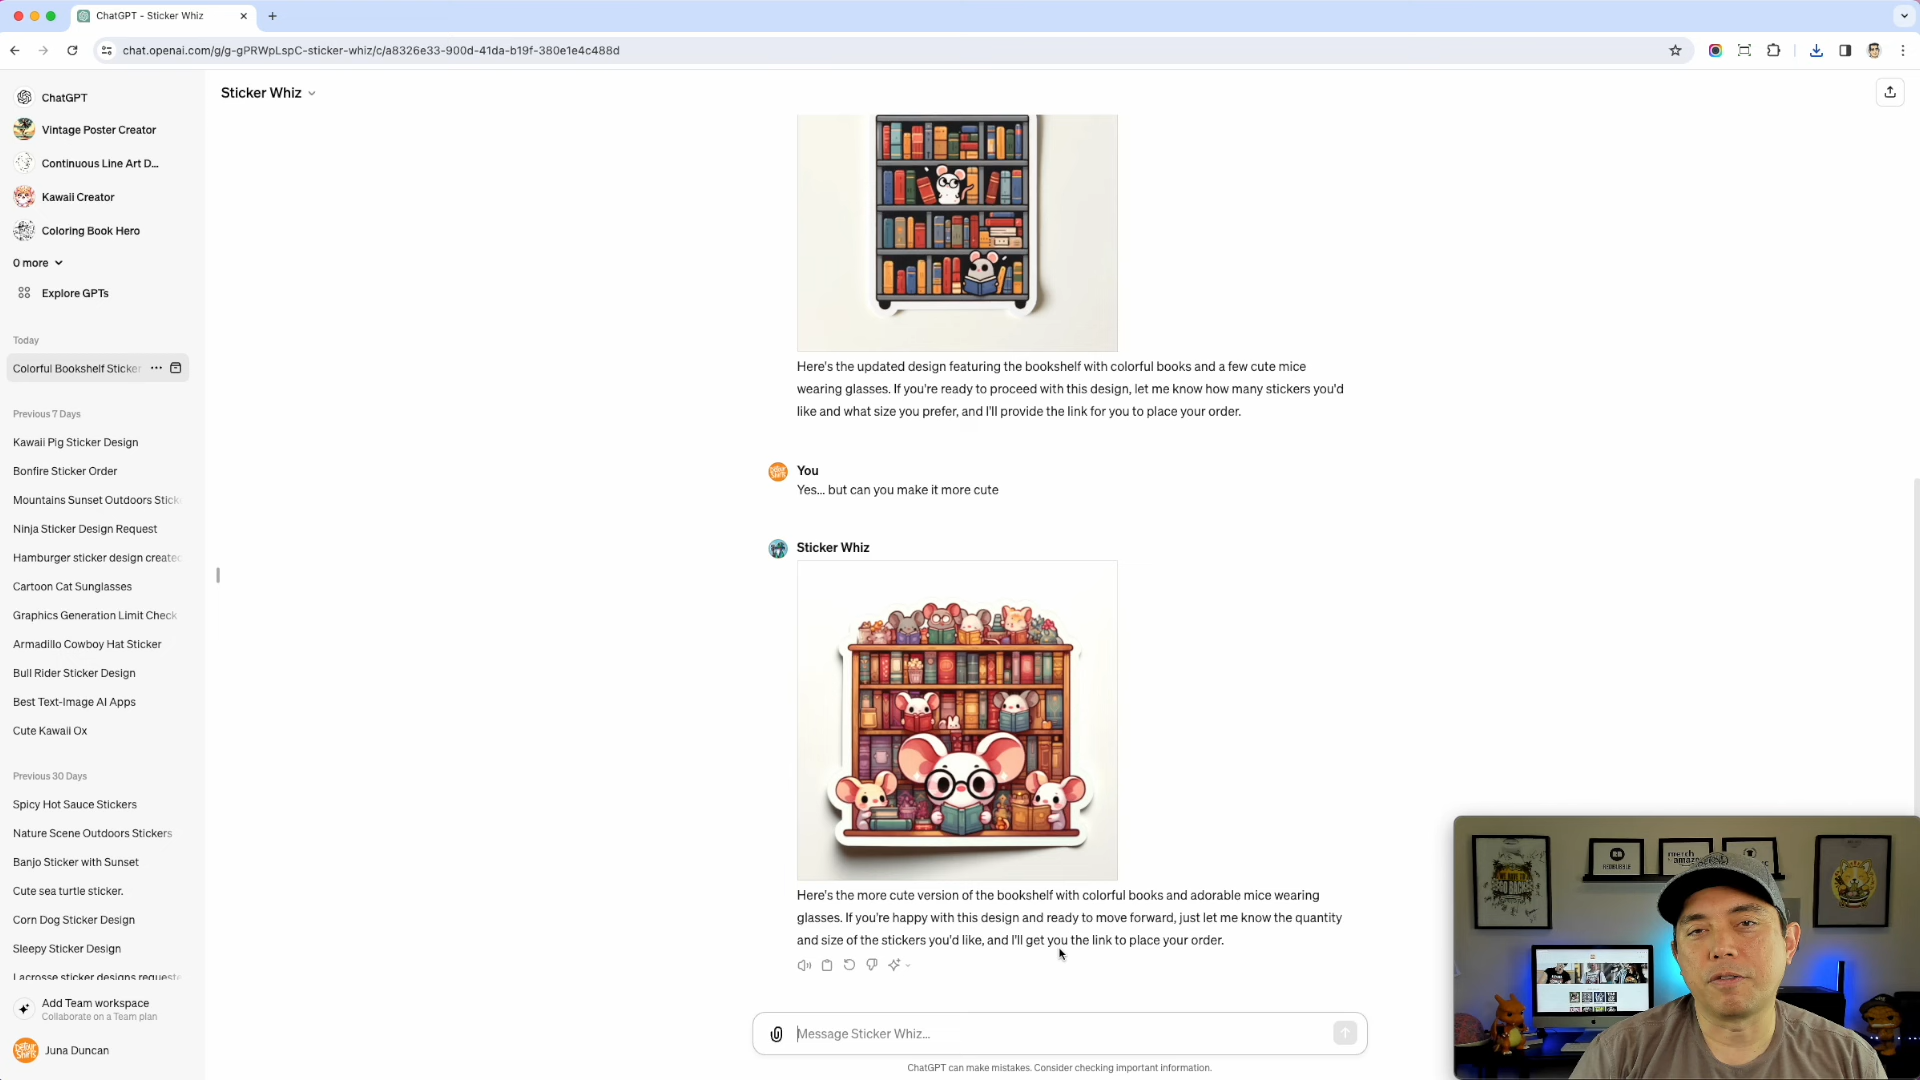 ChatGPT - Sticker Whiz
chat.openai.com/g/g-gPRWpLspC-sticker-whiz/c/a8326e33-900d-41da-b19f-380e1e4c488d
ChatGPT
Vintage Poster Creator
Continuous Line Art D...
Kawaii Creator
Coloring Book Hero
0 more
Explore GPTs
Today
Colorful Bookshelf Sticker
Previous 7 Days
Kawaii Pig Sticker Design
Bonfire Sticker Order
Mountains Sunset Outdoors Stick
Ninja Sticker Design Request
Hamburger sticker design created
Cartoon Cat Sunglasses
Graphics Generation Limit Check
Armadillo Cowboy Hat Sticker
Bull Rider Sticker Design
Best Text-Image AI Apps
Cute Kawaii Ox
Previous 30 Days
Spicy Hot Sauce Stickers
Nature Scene Outdoors Stickers
Banjo Sticker with Sunset
Cute sea turtle sticker.
Corn Dog Sticker Design
Sleepy Sticker Design
Lacrosse sticker designs requeste
Add Team workspace
Collaborate on a Team plan
Juna Duncan
Sticker Whiz
Here's the updated design featuring the bookshelf with colorful books and a few cute mice
wearing glasses. If you're ready to proceed with this design, let me know how many stickers you'd
like and what size you prefer, and I'll provide the link for you to place your order.
You
Yes... but can you make it more cute
Sticker Whiz
Here's the more cute version of the bookshelf with colorful books and adorable mice wearing
glasses. If you're happy with this design and ready to move forward, just let me know the quantity
and size of the stickers you'd like, and I'll get you the link to place your order.
Message Sticker Whiz...
ChatGPT can make mistakes. Consider checking important information.